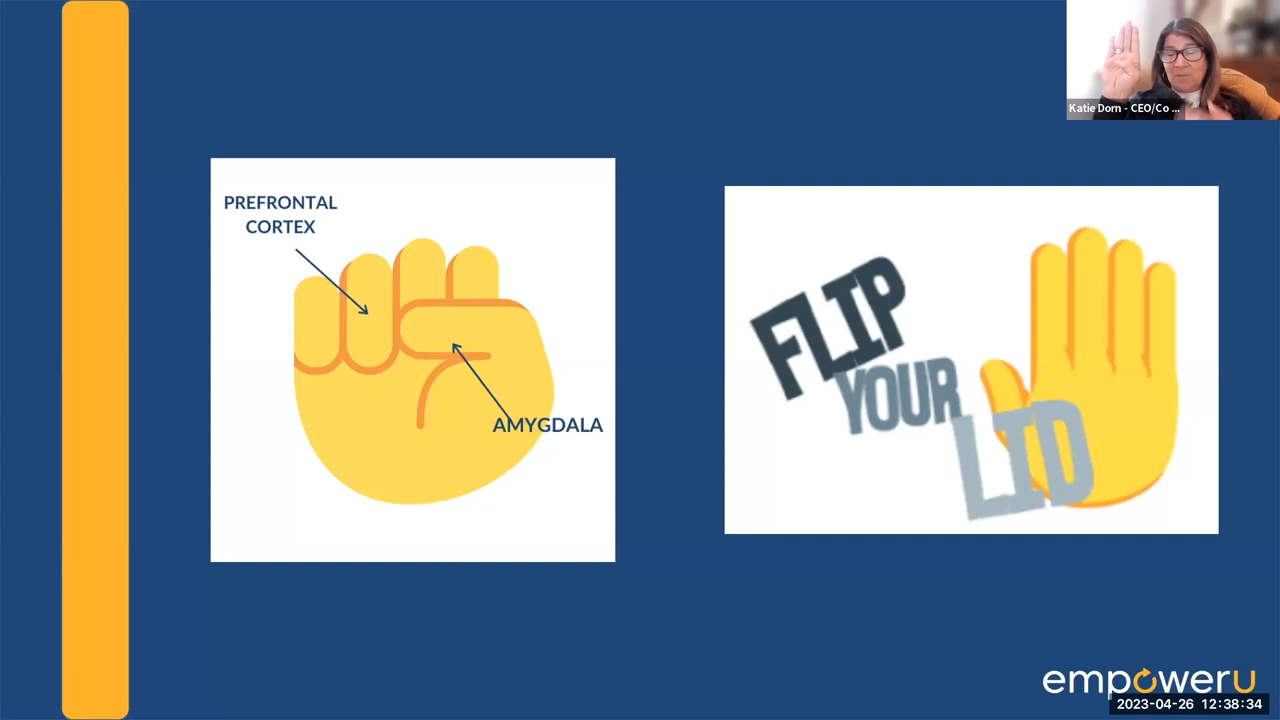 Katie Dorn - CEO/Co ...
PREFRONTAL
CORTEX
AMYGDALA
FLIP
YOUR
LID
empoweru
2023-04-26 12:38:34